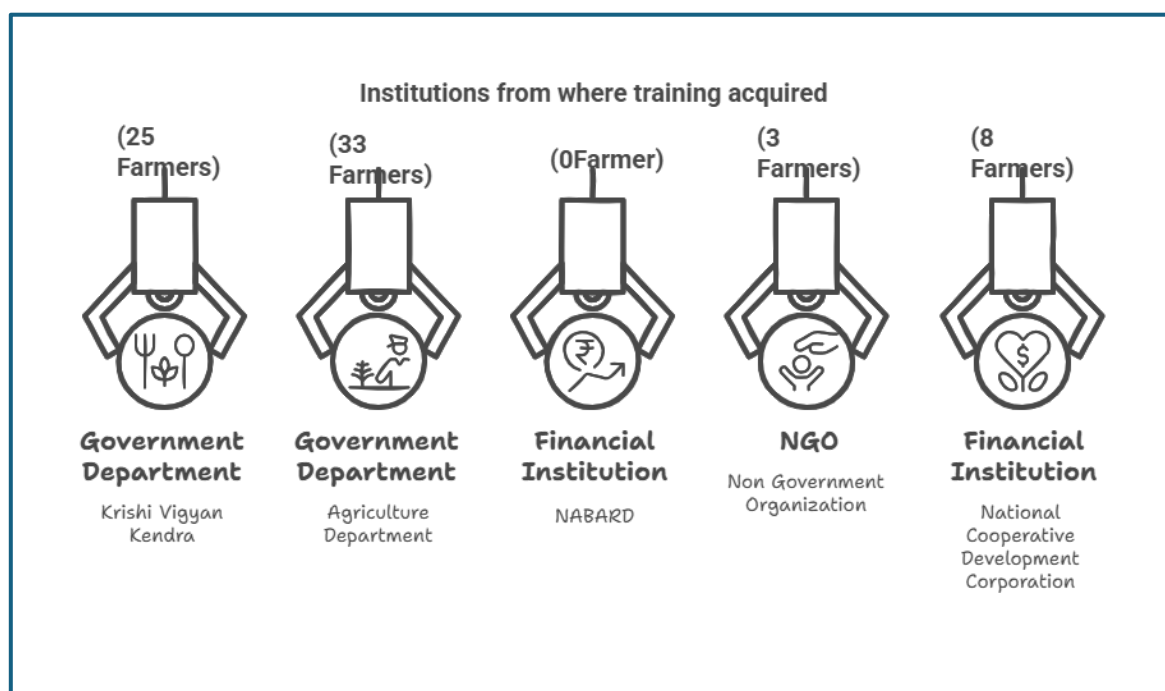 Institutions from where training acquired
(25
Farmers)
(33
Farmers)
(0Farmer)
(3
Farmers)
(8
Farmers)
₹
$
Government
Department
Krishi Vigyan
Kendra
Government
Department
Agriculture
Department
Financial
Institution
NABARD
NGO
Non Government
Organization
Financial
Institution
National
Cooperative
Development
Corporation